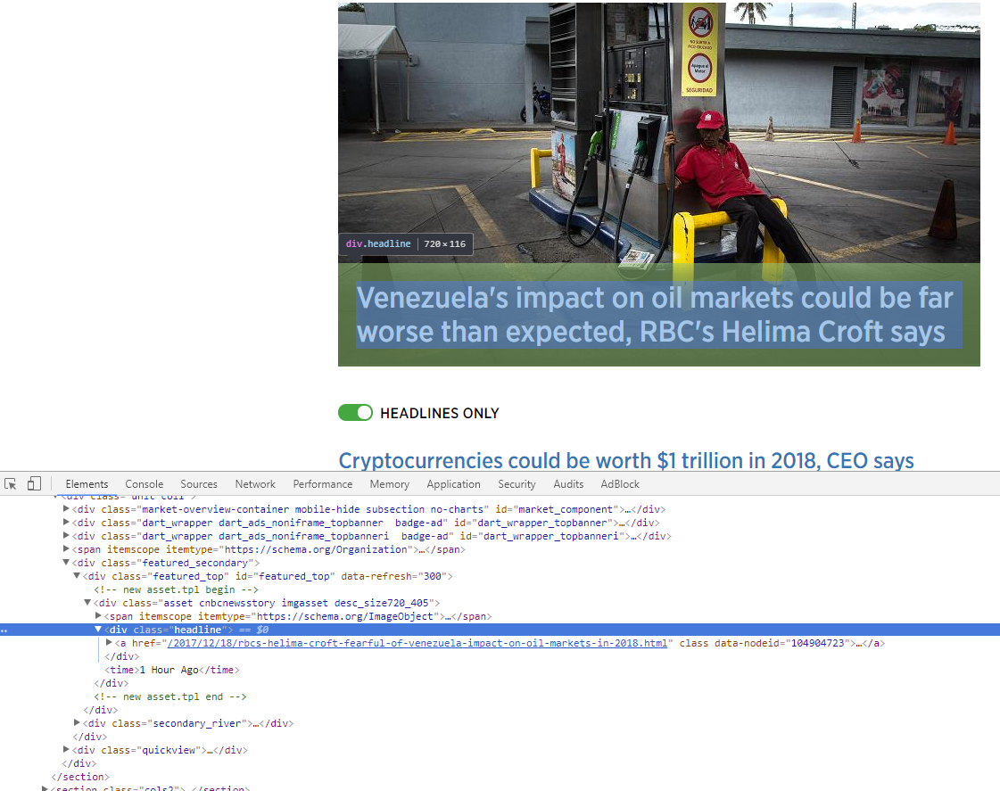 NO SURTIR A
PICO CRUZADO
Apague el
Motor
SEGURIDAD
div.headline 720×116
Venezuela's impact on oil markets could be far
worse than expected, RBC's Helima Croft says
HEADLINES ONLY
Cryptocurrencies could be worth $1 trillion in 2018, CEO says
Elements Console Sources Network Performance Memory Application Security Audits AdBlock
<div class="unit col1">
<div class="market-overview-container mobile-hide subsection no-charts" id="market_component">…</div>
<div class="dart_wrapper dart_ads_noniframe_topbanner  badge-ad" id="dart_wrapper_topbanner">…</div>
<div class="dart_wrapper dart_ads_noniframe_topbanneri  badge-ad" id="dart_wrapper_topbanneri">…</div>
<span itemscope itemtype="https://schema.org/Organization">…</span>
<div class="featured_secondary">
<div class="featured_top" id="featured_top" data-refresh="300">
<!-- new asset.tpl begin -->
<div class="asset cnbcnewsstory imgasset desc_size720_405">
<span itemscope itemtype="https://schema.org/ImageObject">…</span>
<div class="headline"> == $0
<a href="/2017/12/18/rbcs-helima-croft-fearful-of-venezuela-impact-on-oil-markets-in-2018.html" class data-nodeid="104904723">…</a>
</div>
<time>1 Hour Ago</time>
</div>
<!-- new asset.tpl end -->
</div>
<div class="secondary_river">…</div>
</div>
<div class="quickview">…</div>
</div>
</section>
<section class="cols2">…</section>